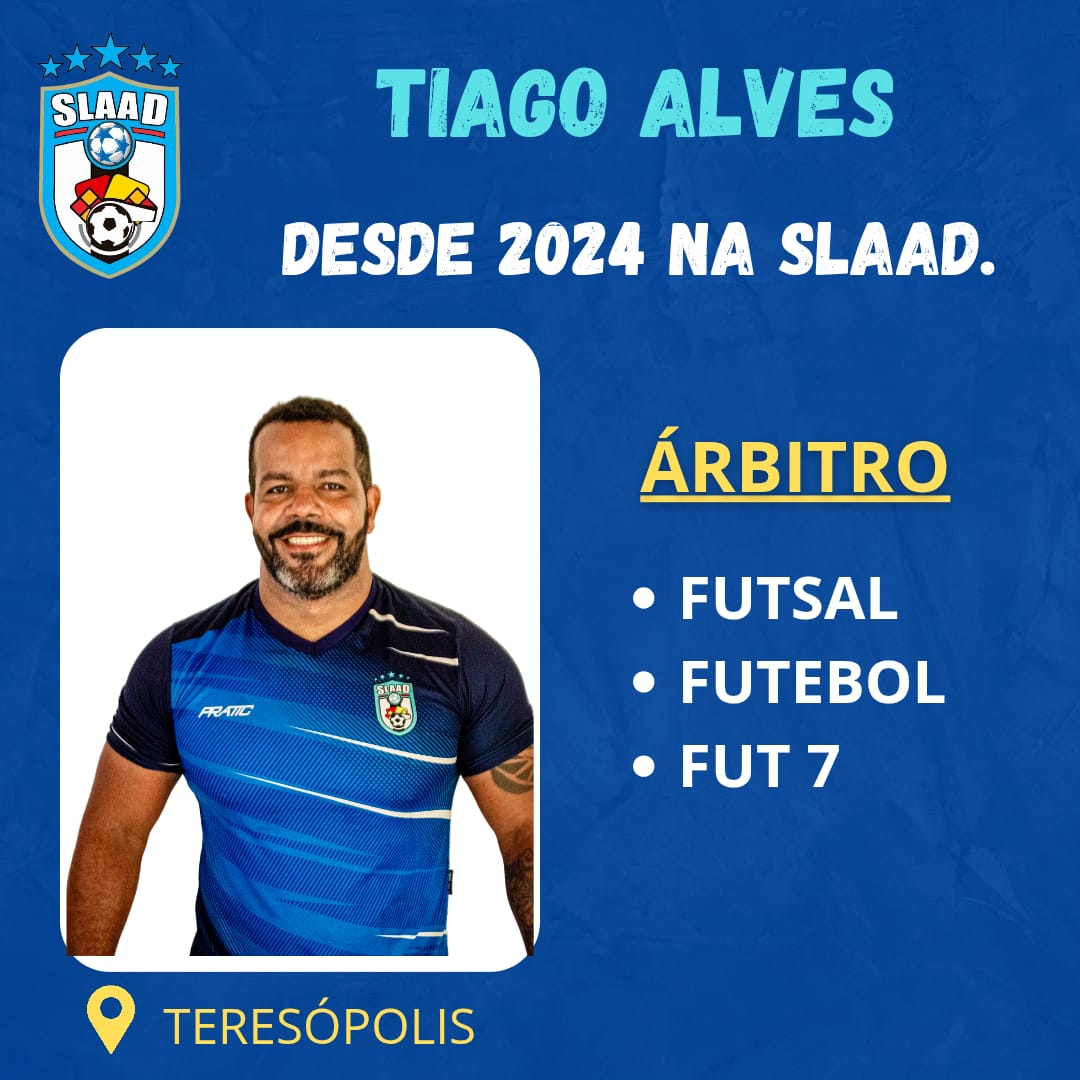 SLAAD
TIAGO ALVES
DESDE 2024 NA SLAAD.
ÁRBITRO
• FUTSAL
• FUTEBOL
• FUT 7
PRATIC
SLAAD
TERESÓPOLIS